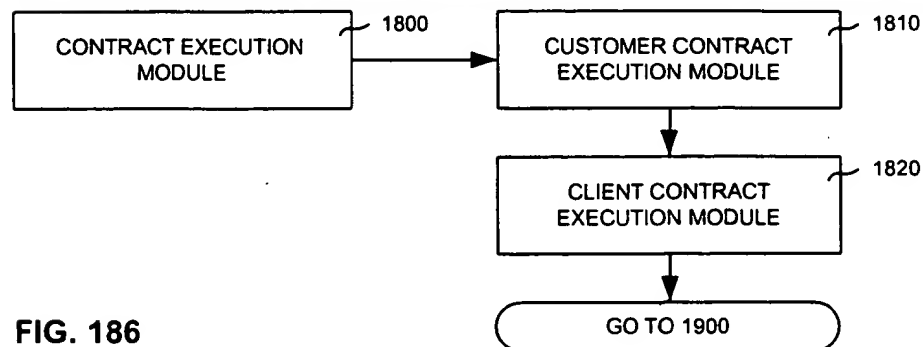 CONTRACT EXECUTION
MODULE
1800
CUSTOMER CONTRACT
EXECUTION MODULE
1810
CLIENT CONTRACT
EXECUTION MODULE
1820
GO TO 1900
FIG. 186